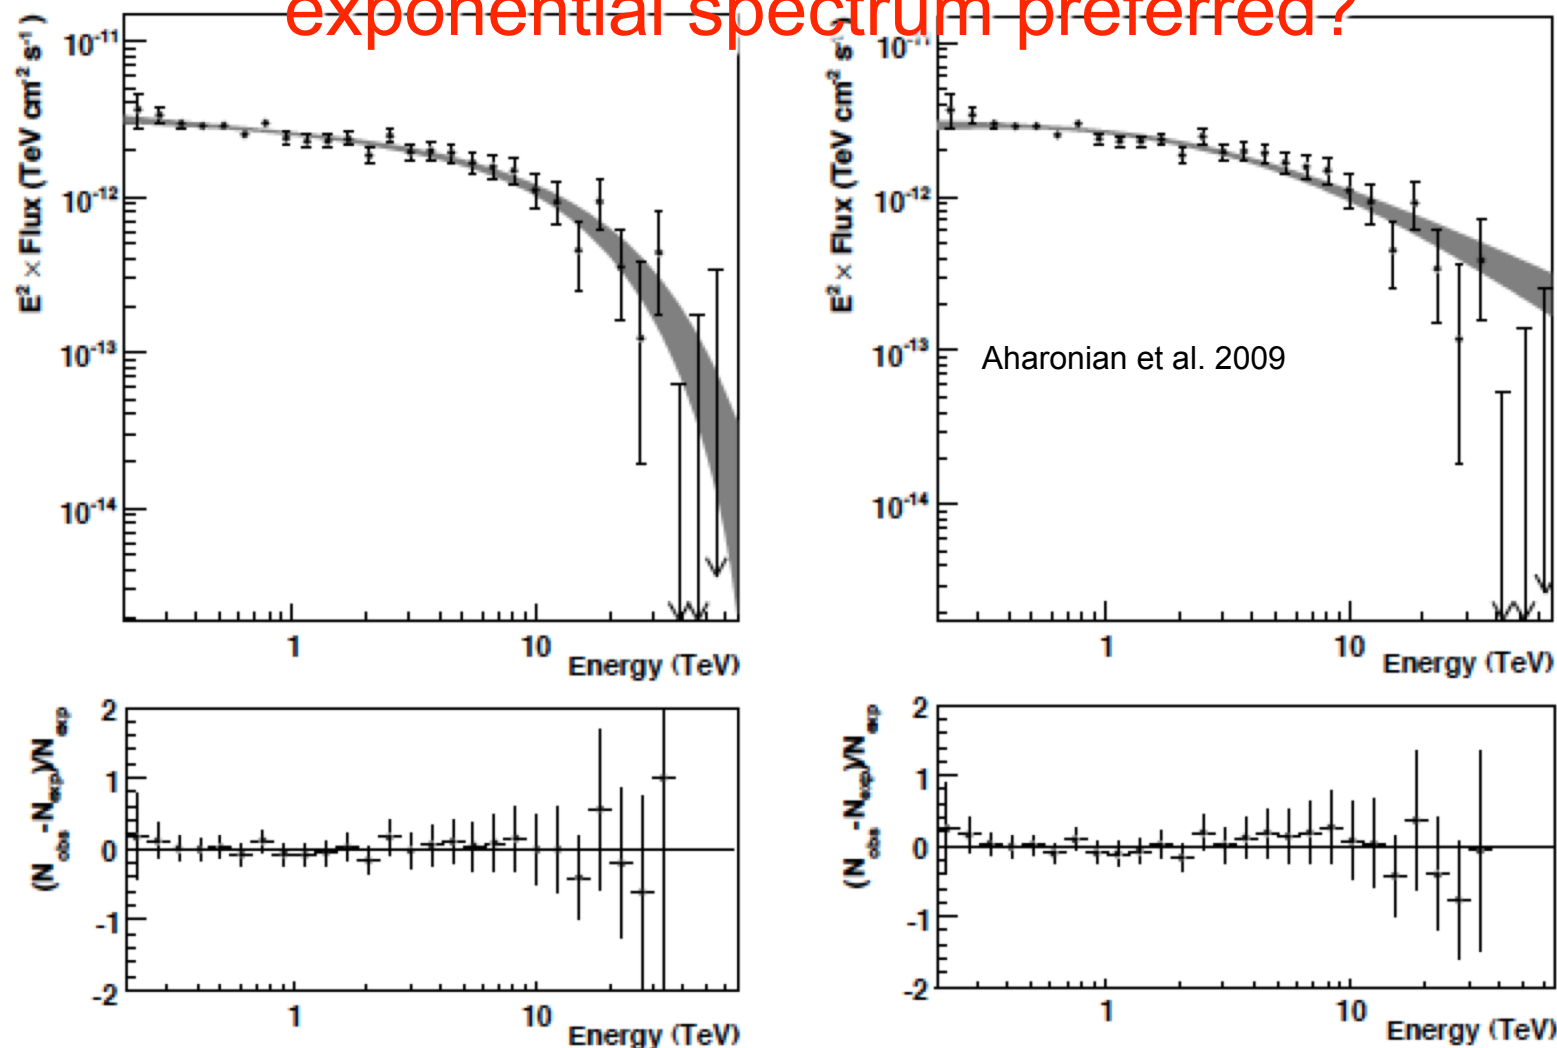 exponential spectrum preferred?
E² × Flux (TeV cm⁻² s⁻¹)
10⁻¹¹
10⁻¹²
10⁻¹³
10⁻¹⁴
1
10
Energy (TeV)
E² × Flux (TeV cm⁻² s⁻¹)
10⁻¹¹
10⁻¹²
10⁻¹³
10⁻¹⁴
Aharonian et al. 2009
1
10
Energy (TeV)
(N_obs -N_exp)/N_exp
2
1
0
-1
-2
1
10
Energy (TeV)
(N_obs -N_exp)/N_exp
2
1
0
-1
-2
1
10
Energy (TeV)